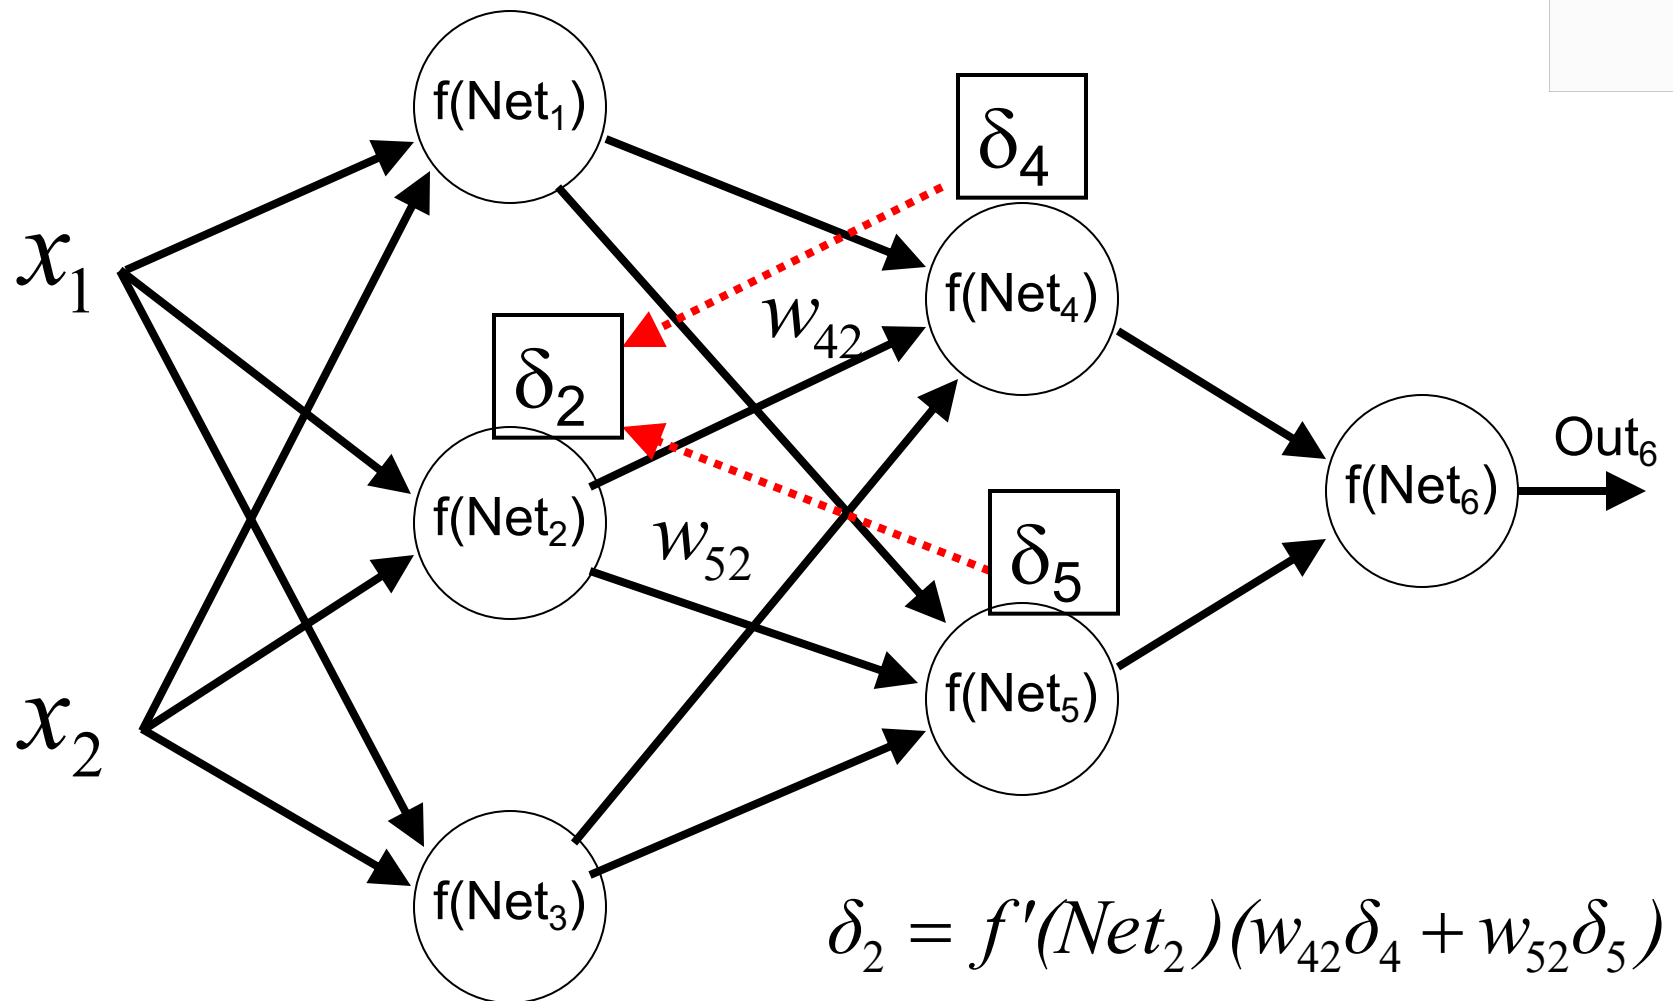 f(Net₁)
δ₄
x₁
f(Net₄)
w₄₂
δ₂
Out₆
f(Net₆)
f(Net₂)
w₅₂
δ₅
f(Net₅)
x₂
f(Net₃)
δ₂ = f'(Net₂)(w₄₂δ₄ + w₅₂δ₅)